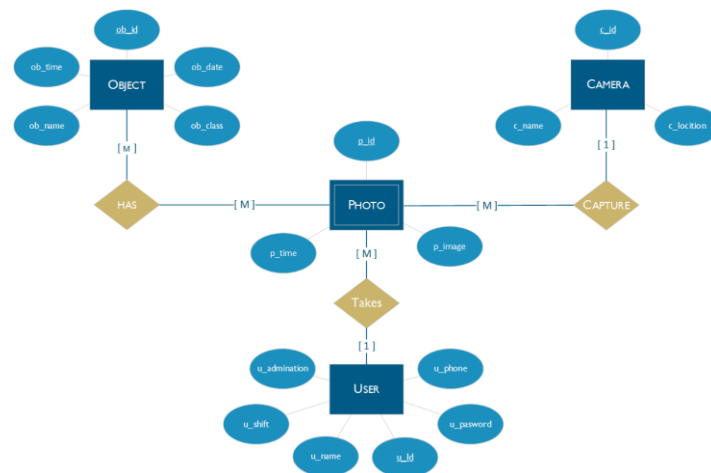 ob_id
c_id
ob_time
ob_date
OBJECT
CAMERA
ob_name
ob_class
c_name
c_locition
[ M ]
[ 1 ]
p_id
HAS
[ M ]
PHOTO
[ M ]
CAPTURE
p_time
[ M ]
p_image
Takes
[ 1 ]
u_admination
u_phone
USER
u_shift
u_pasword
u_name
u_Id